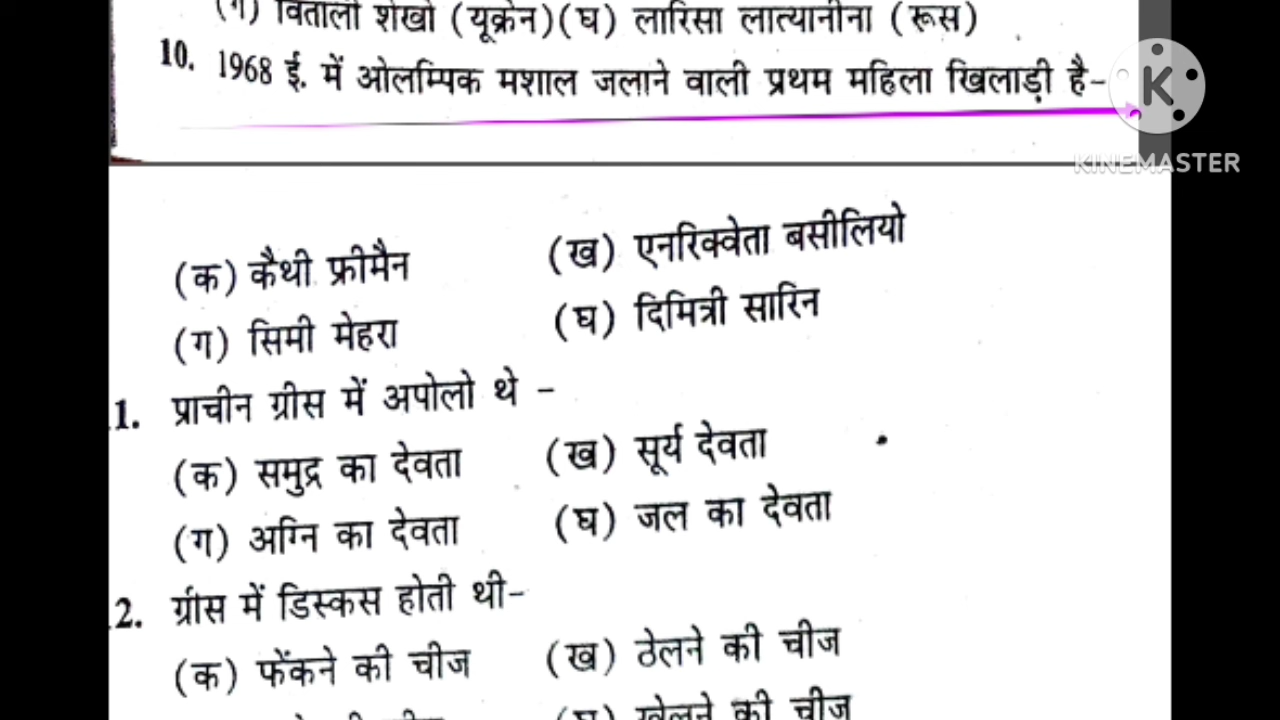 (ग) विताली शेरबो (यूक्रेन)(घ) लारिसा लात्यानीना (रूस)
10. 1968 ई. में ओलम्पिक मशाल जलाने वाली प्रथम महिला खिलाड़ी है-
KINEMASTER
(क) कैथी फ्रीमैन (ख) एनरिक्वेता बसीलियो
(ग) सिमी मेहरा (घ) दिमित्री सारिन
1. प्राचीन ग्रीस में अपोलो थे -
(क) समुद्र का देवता (ख) सूर्य देवता
(ग) अग्नि का देवता (घ) जल का देवता
2. ग्रीस में डिस्कस होती थी-
(क) फेंकने की चीज (ख) ठेलने की चीज
(घ) खेलने की चीज